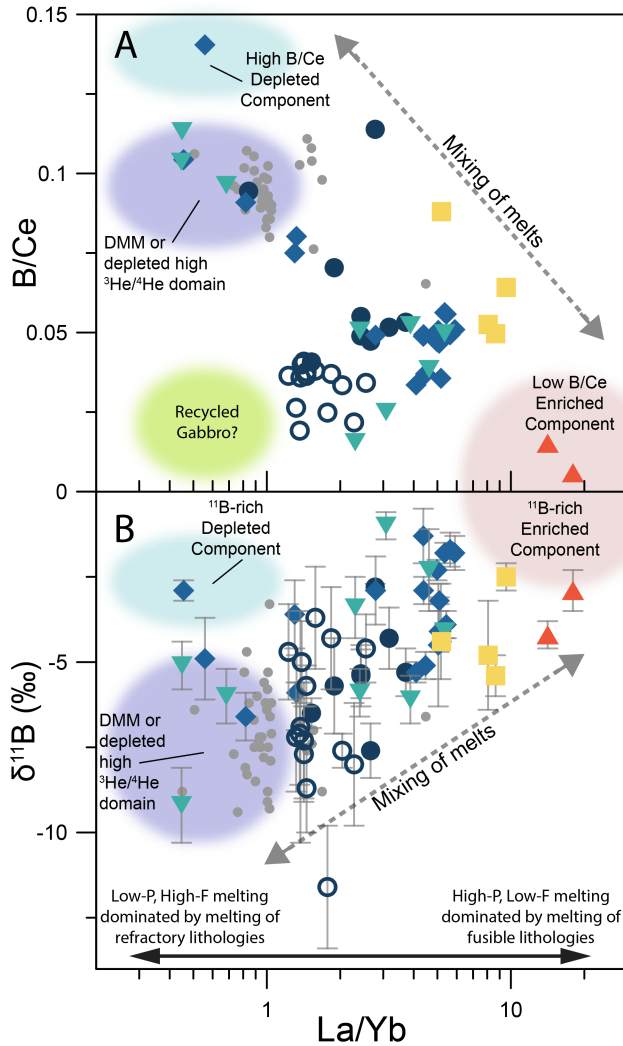 0.15
A
High B/Ce
Depleted
Component
Mixing of melts
0.1
B/Ce
DMM or
depleted high
³He/⁴He domain
0.05
Recycled
Gabbro?
Low B/Ce
Enriched
Component
0
B
¹¹B-rich
Depleted
Component
¹¹B-rich
Enriched
Component
-5
δ¹¹B (‰)
DMM or
depleted
high
³He/⁴He
domain
Mixing of melts
-10
Low-P, High-F melting
dominated by melting of
refractory lithologies
High-P, Low-F melting
dominated by melting of
fusible lithologies
1
10
La/Yb